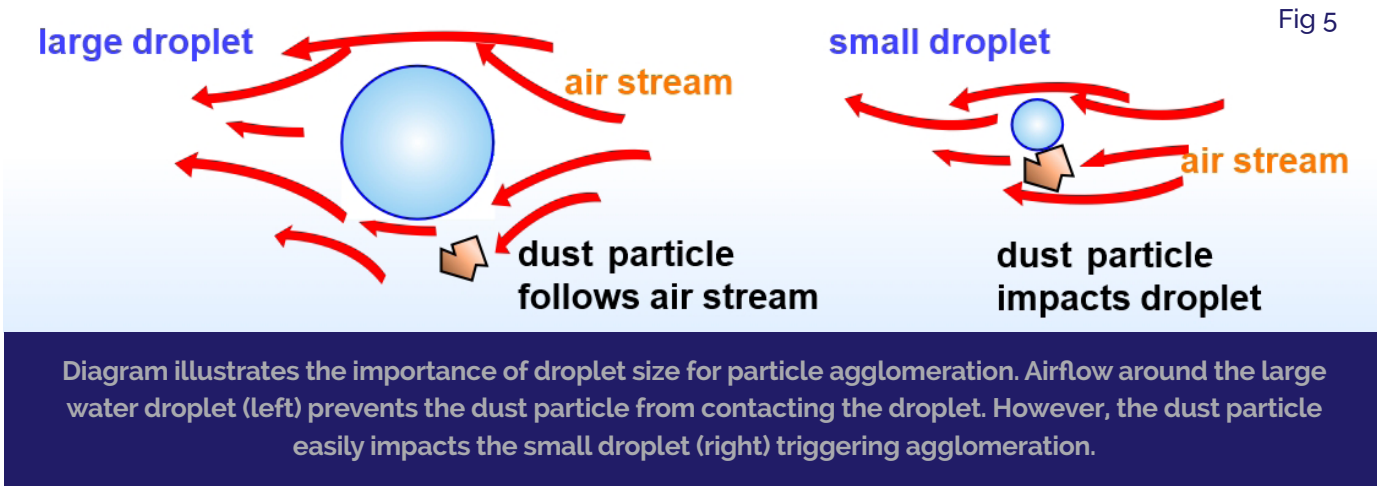 Fig 5
large droplet
air stream
dust particle
follows air stream
small droplet
air stream
dust particle
impacts droplet
Diagram illustrates the importance of droplet size for particle agglomeration. Airflow around the large
water droplet (left) prevents the dust particle from contacting the droplet. However, the dust particle
easily impacts the small droplet (right) triggering agglomeration.